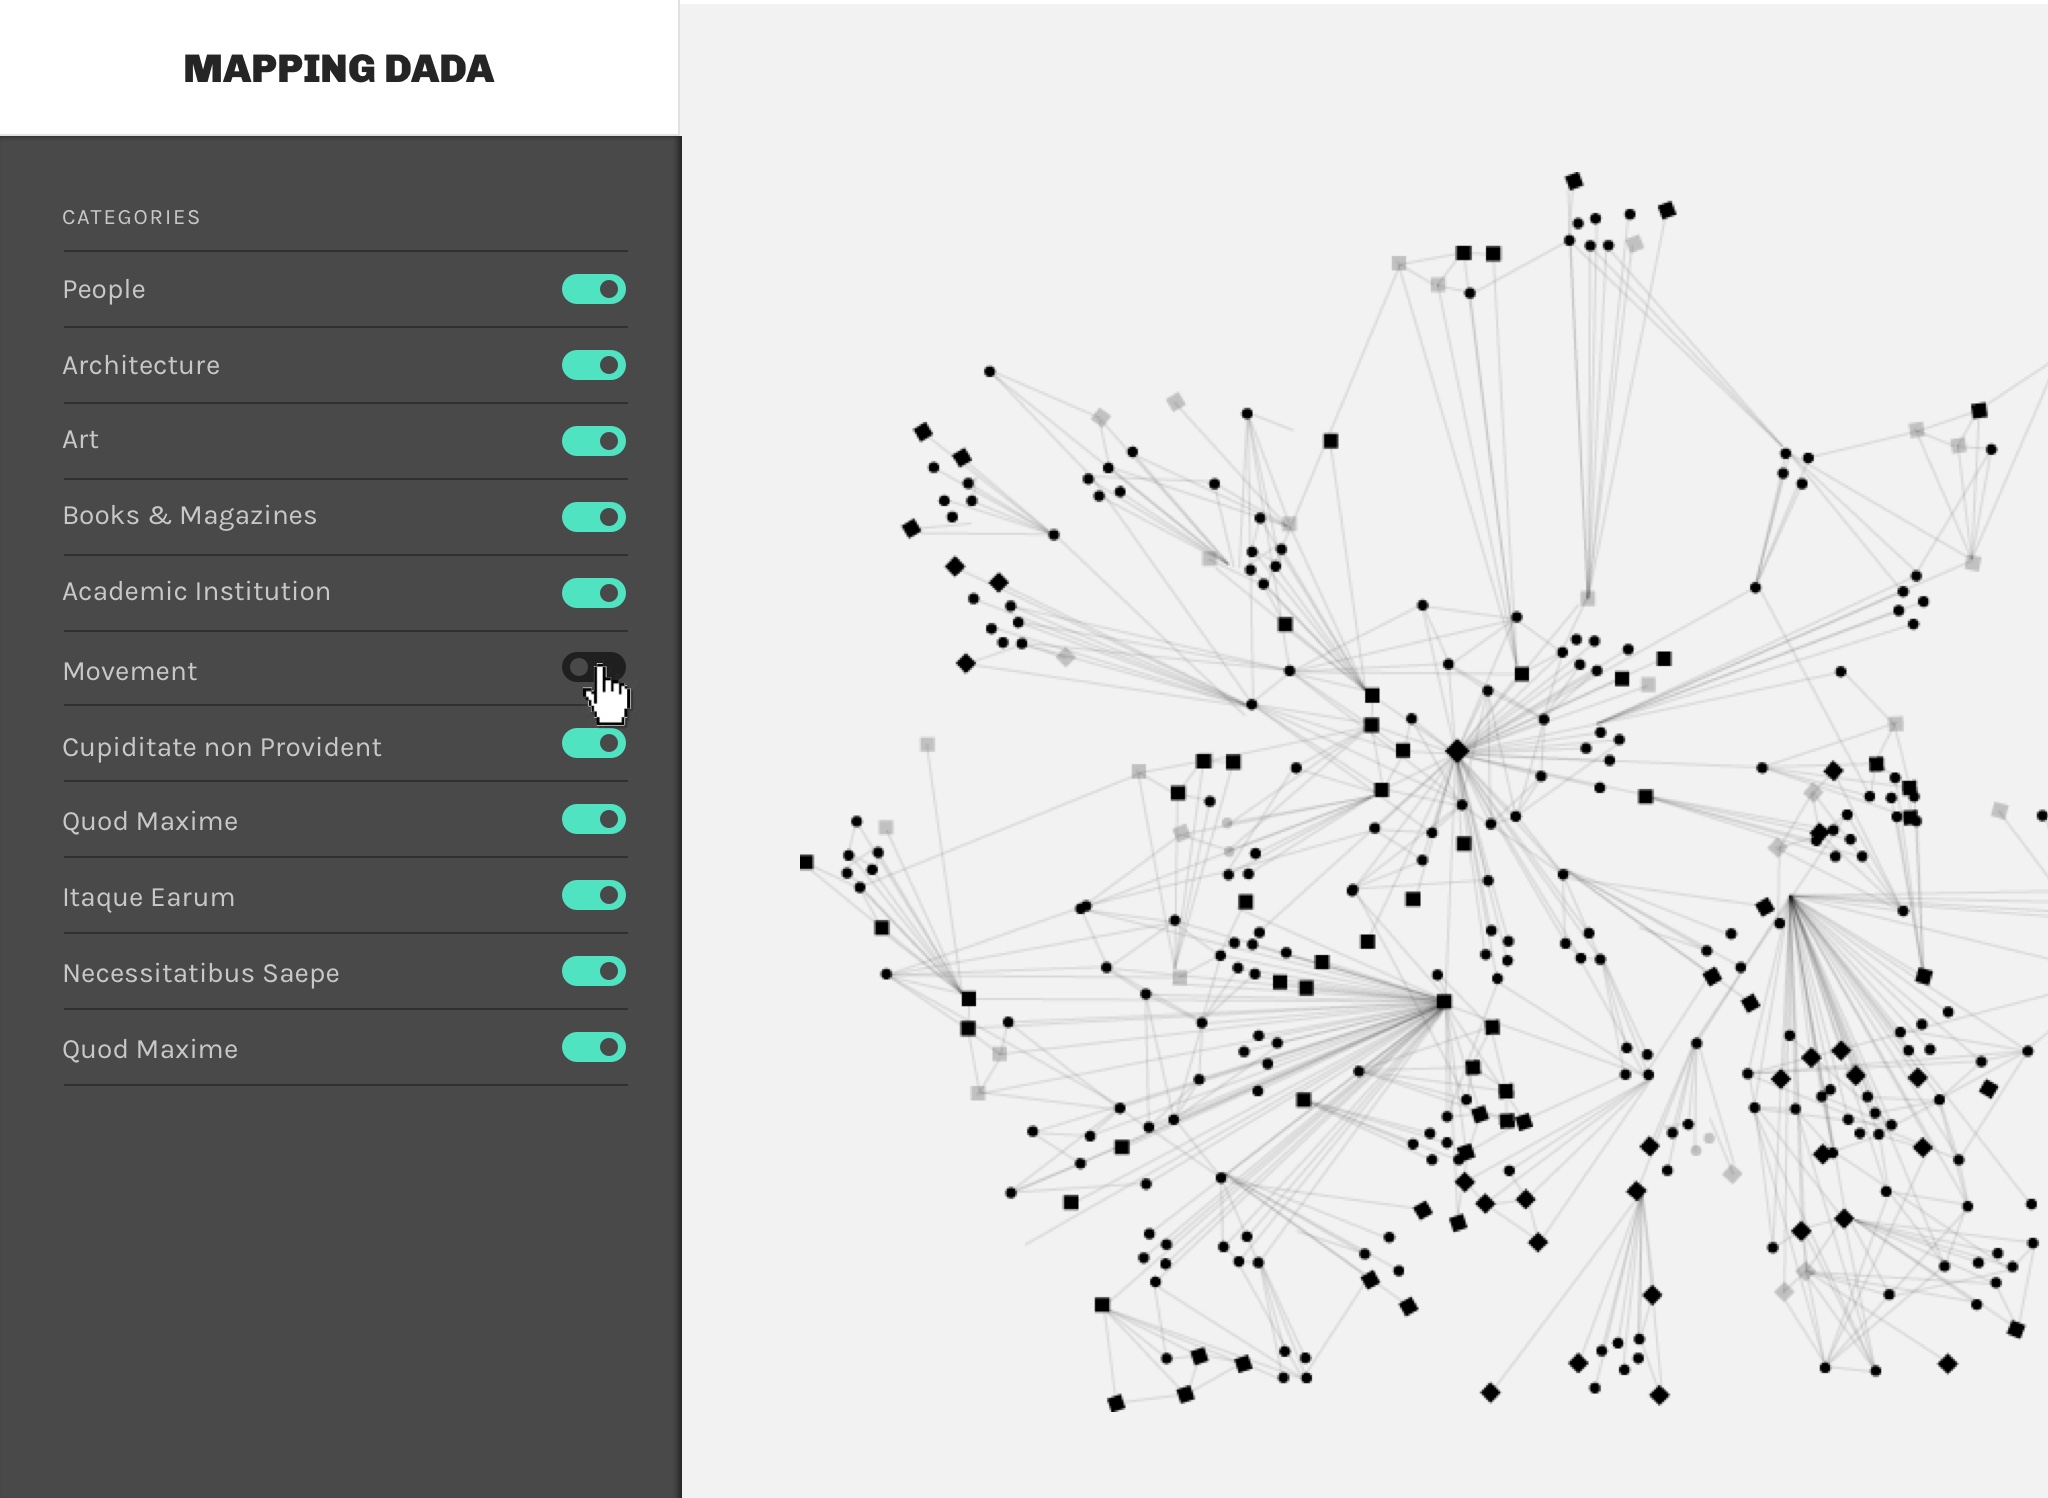 MAPPING DADA
CATEGORIES
People
Architecture
Art
Books & Magazines
Academic Institution
Movement
Cupiditate non Provident
Quod Maxime
Itaque Earum
Necessitatibus Saepe
Quod Maxime